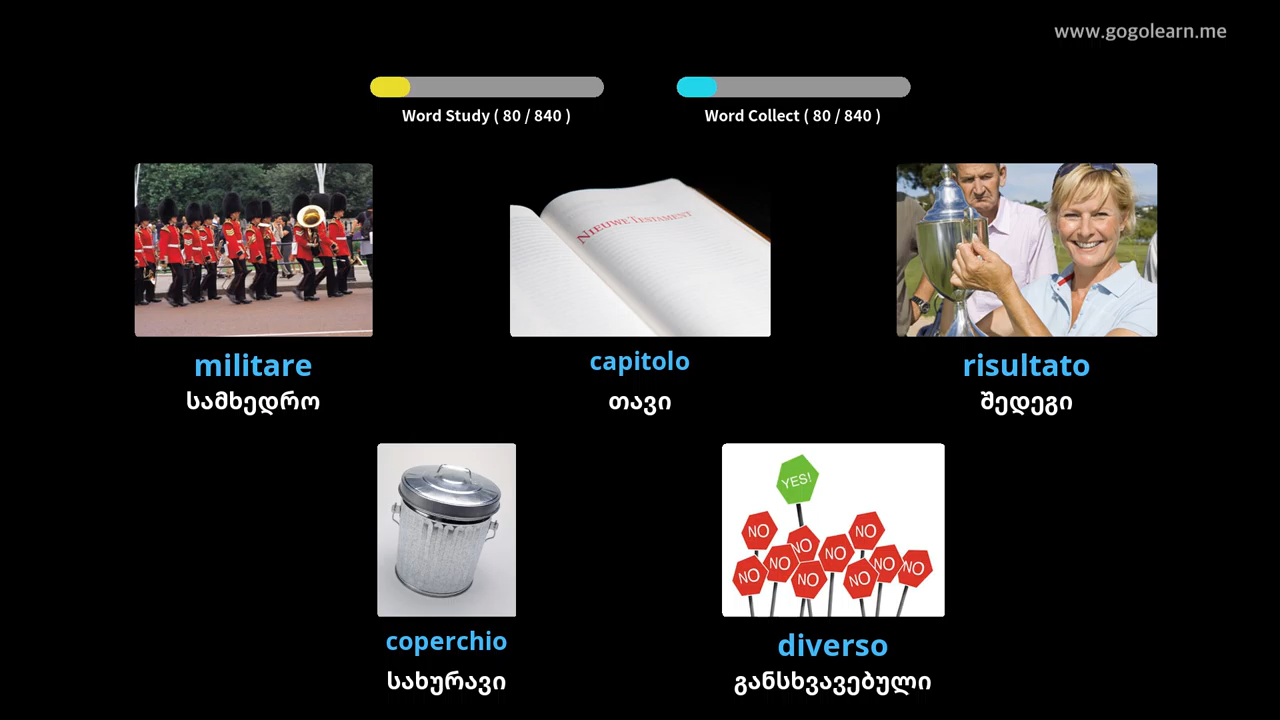 www.gogolearn.me
Word Study ( 80 / 840 )
Word Collect ( 80 / 840 )
NIEUWE TESTAMENT
militare
სამხედრო
capitolo
თავი
risultato
შედეგი
YES!
NO
NO
NO
NO
NO
NO
NO
NO
NO
NO
coperchio
სახურავი
diverso
განსხვავებული